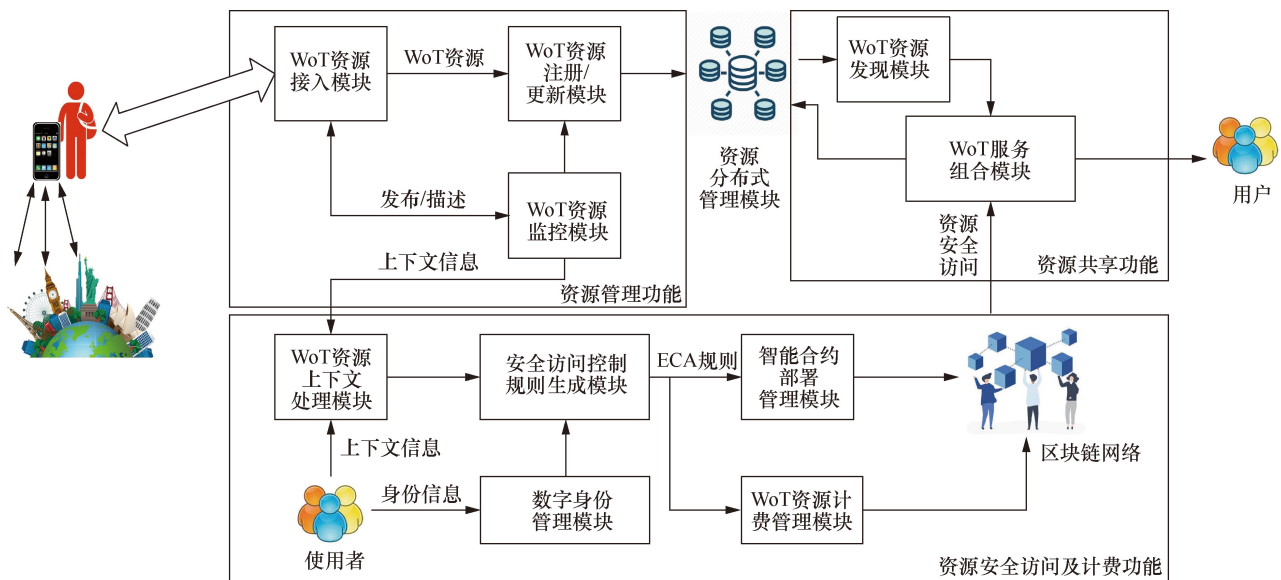 WoT资源
接入模块
WoT资源
WoT资源
注册/
更新模块
发布/描述
WoT资源
监控模块
上下文信息
资源管理功能
资源
分布式
管理模块
WoT资源
发现模块
WoT服务
组合模块
资源
安全
访问
资源共享功能
用户
WoT资源
上下文
处理模块
安全访问控制
规则生成模块
ECA规则
智能合约
部署
管理模块
区块链网络
上下文信息
使用者
身份信息
数字身份
管理模块
WoT资源计
费管理模块
资源安全访问及计费功能